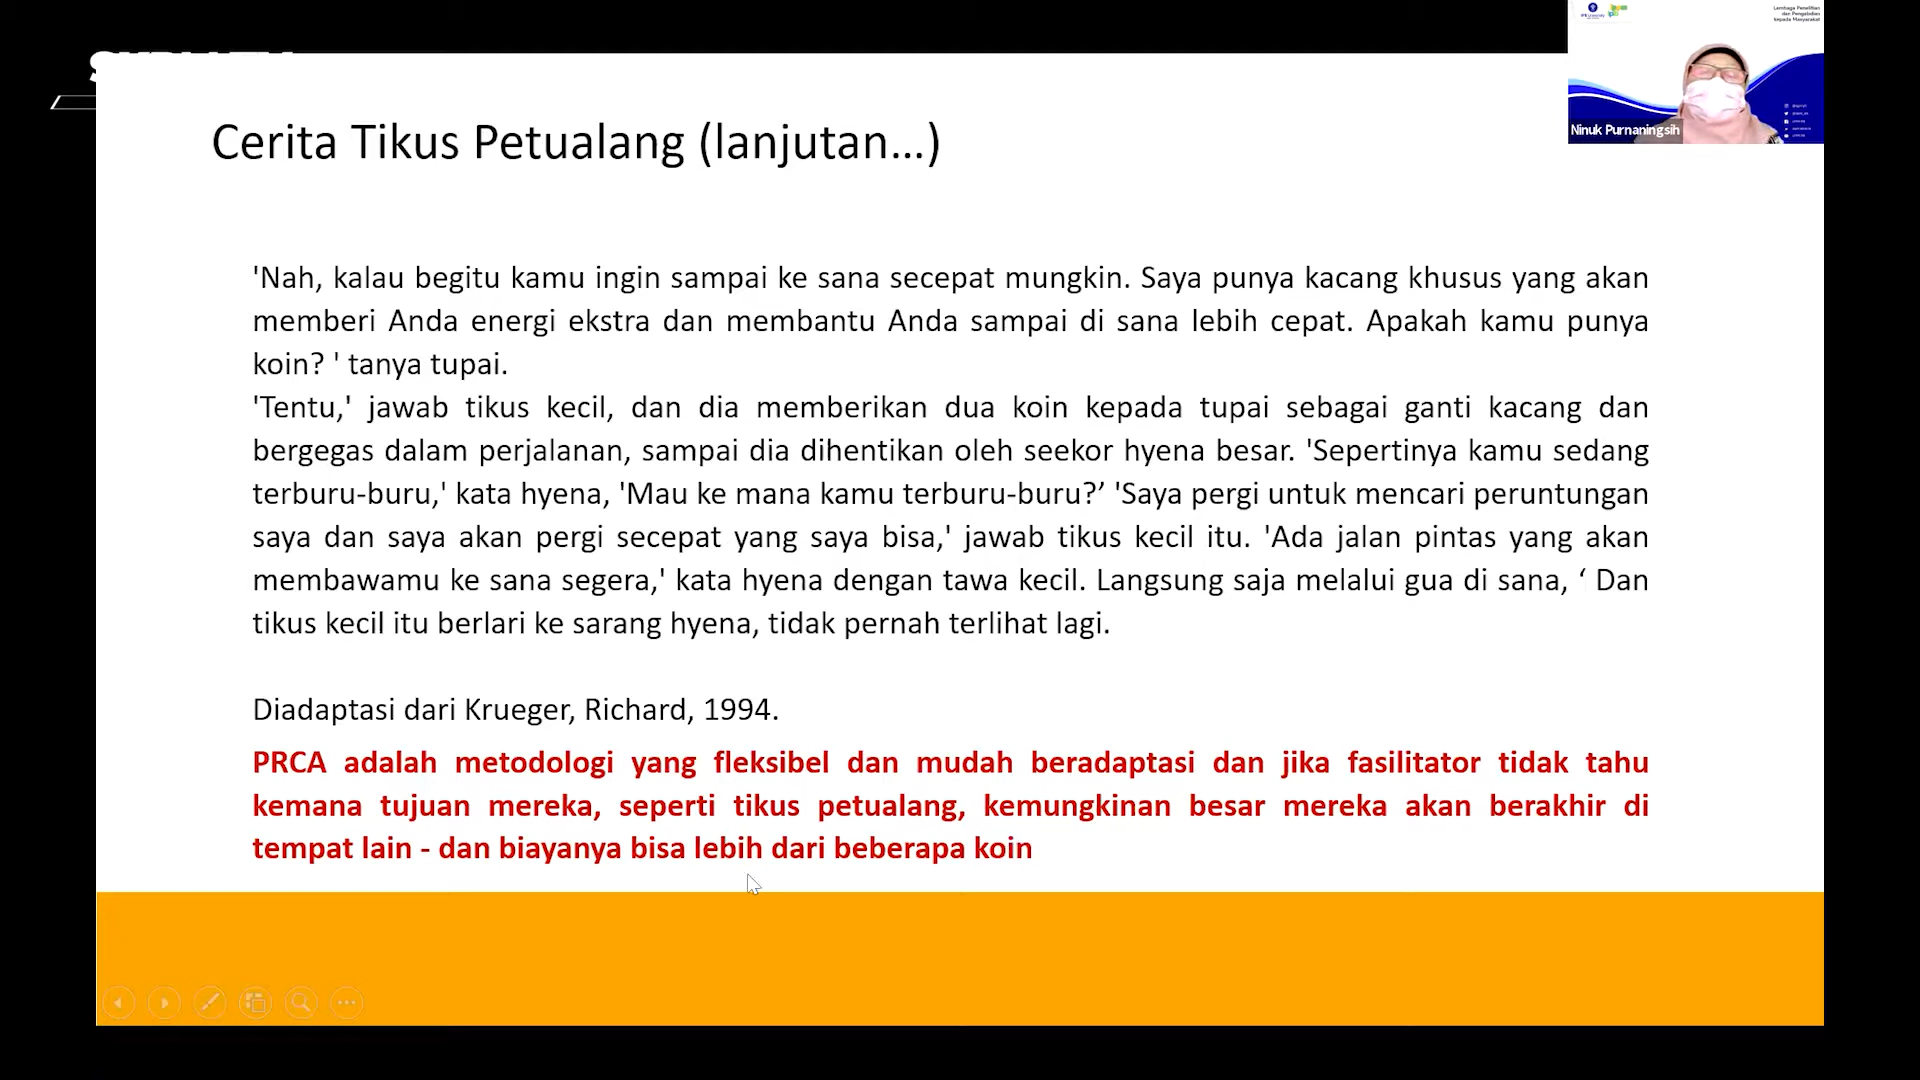 Cerita Tikus Petualang (lanjutan…)
'Nah, kalau begitu kamu ingin sampai ke sana secepat mungkin. Saya punya kacang khusus yang akan
memberi Anda energi ekstra dan membantu Anda sampai di sana lebih cepat. Apakah kamu punya
koin? ' tanya tupai.
'Tentu,' jawab tikus kecil, dan dia memberikan dua koin kepada tupai sebagai ganti kacang dan
bergegas dalam perjalanan, sampai dia dihentikan oleh seekor hyena besar. 'Sepertinya kamu sedang
terburu-buru,' kata hyena, 'Mau ke mana kamu terburu-buru?’ 'Saya pergi untuk mencari peruntungan
saya dan saya akan pergi secepat yang saya bisa,' jawab tikus kecil itu. 'Ada jalan pintas yang akan
membawamu ke sana segera,' kata hyena dengan tawa kecil. Langsung saja melalui gua di sana, ‘ Dan
tikus kecil itu berlari ke sarang hyena, tidak pernah terlihat lagi.
Diadaptasi dari Krueger, Richard, 1994.
PRCA adalah metodologi yang fleksibel dan mudah beradaptasi dan jika fasilitator tidak tahu
kemana tujuan mereka, seperti tikus petualang, kemungkinan besar mereka akan berakhir di
tempat lain - dan biayanya bisa lebih dari beberapa koin
Lembaga Penelitian
dan Pengabdian
kepada Masyarakat
Ninuk Purnaningsih